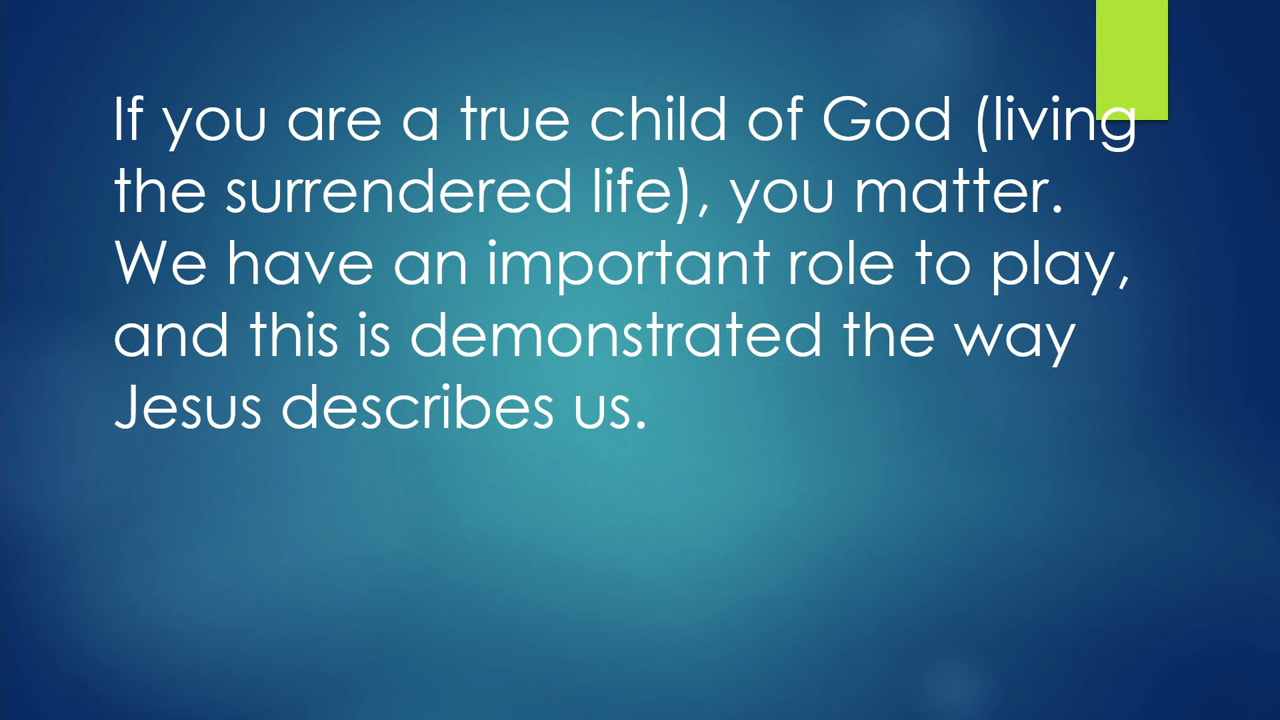 If you are a true child of God (living
the surrendered life), you matter.
We have an important role to play,
and this is demonstrated the way
Jesus describes us.